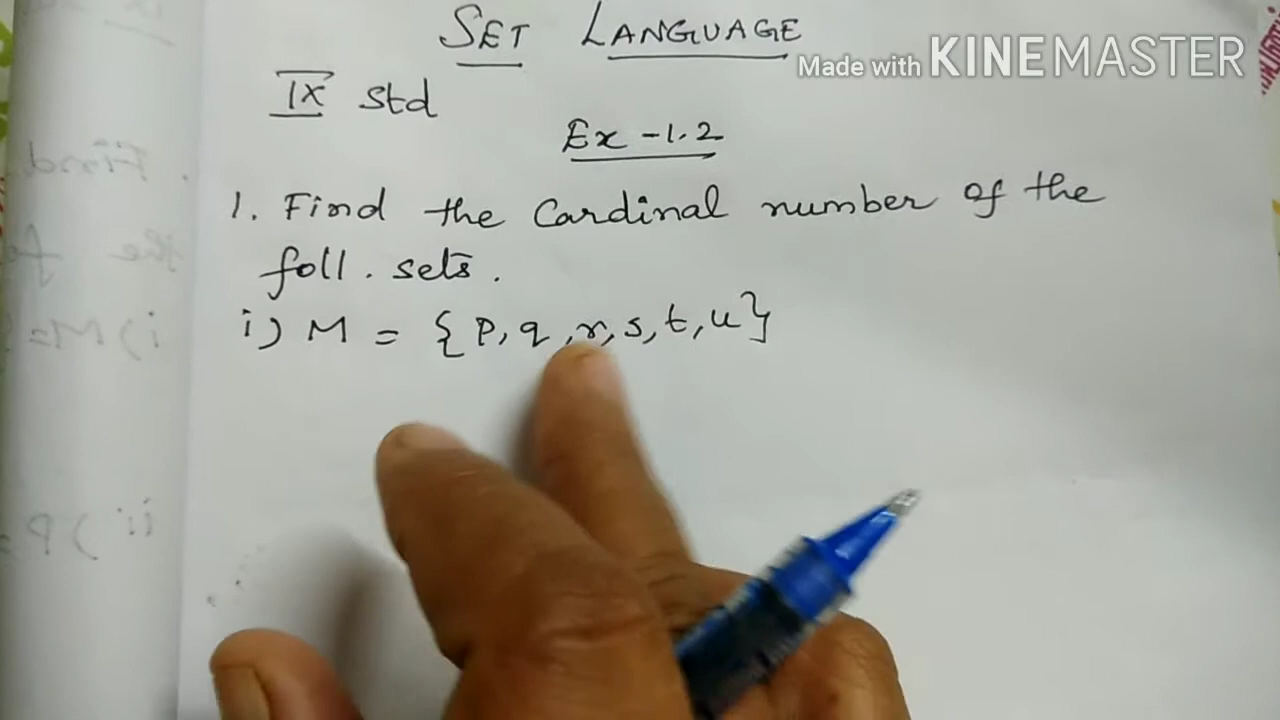 SET LANGUAGE
Made with KINEMASTER
IX std
Ex - 1.2
1. Find the Cardinal number of the
foll. sets.
i) M = {P, q, r, s, t, u}